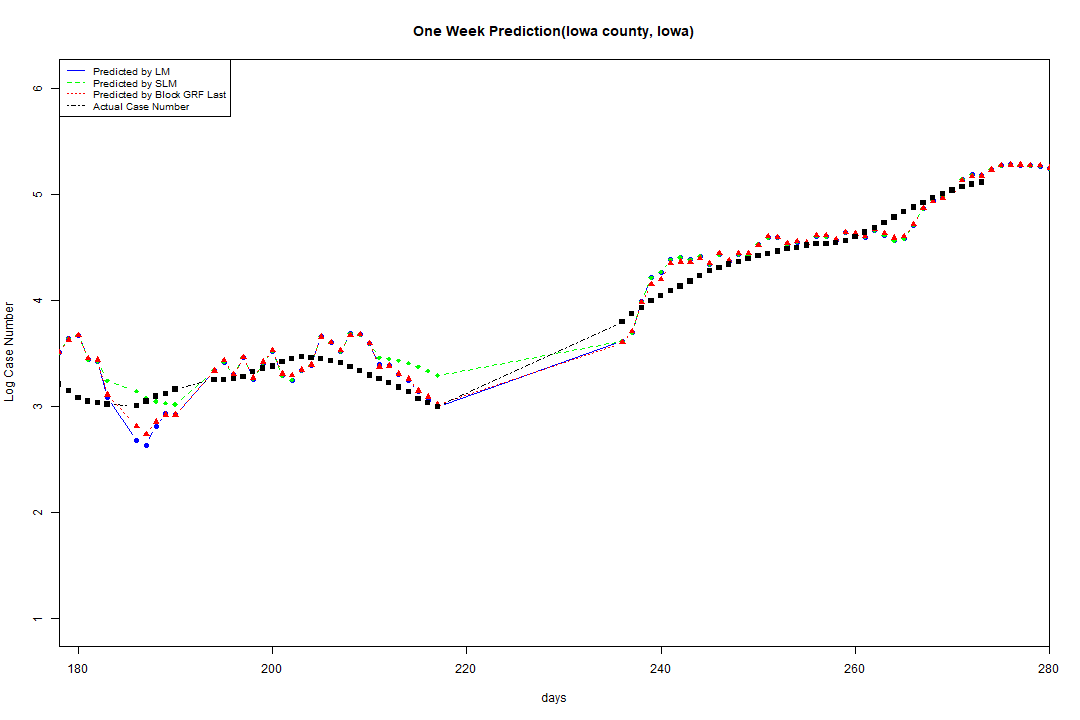 One Week Prediction(Iowa county, Iowa)
Predicted by LM
Predicted by SLM
Predicted by Block GRF Last
Actual Case Number
6
5
4
3
2
1
Log Case Number
180
200
220
240
260
280
days